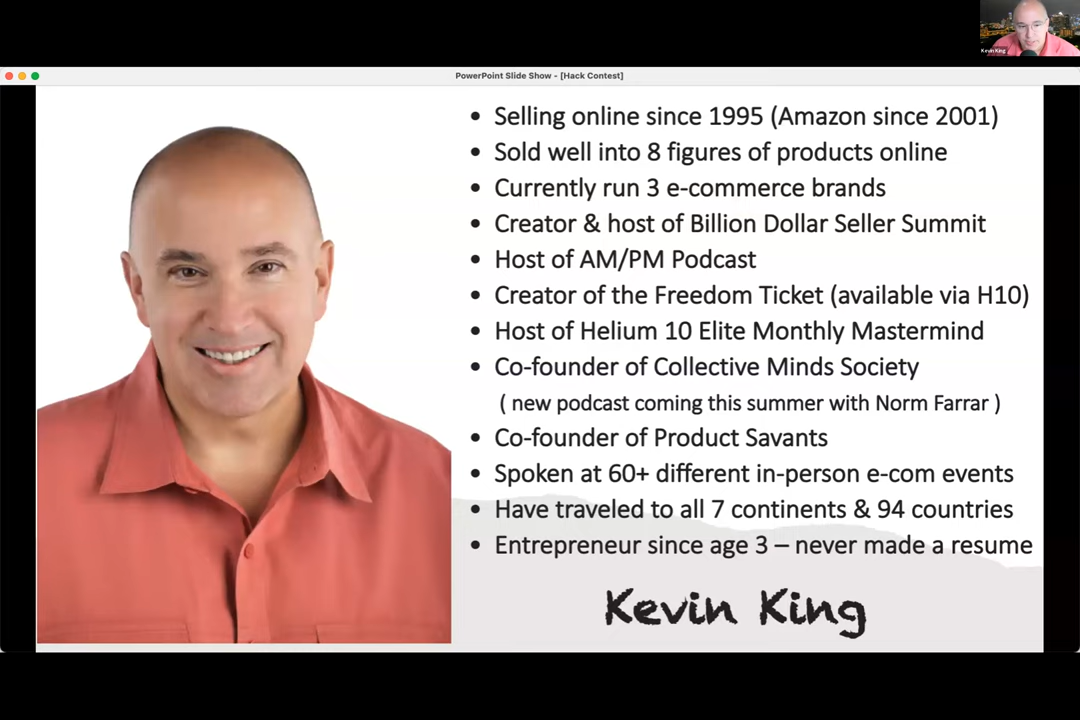 Kevin King
PowerPoint Slide Show - [Hack Contest]
• Selling online since 1995 (Amazon since 2001)
• Sold well into 8 figures of products online
• Currently run 3 e-commerce brands
• Creator & host of Billion Dollar Seller Summit
• Host of AM/PM Podcast
• Creator of the Freedom Ticket (available via H10)
• Host of Helium 10 Elite Monthly Mastermind
• Co-founder of Collective Minds Society
( new podcast coming this summer with Norm Farrar )
• Co-founder of Product Savants
• Spoken at 60+ different in-person e-com events
• Have traveled to all 7 continents & 94 countries
• Entrepreneur since age 3 – never made a resume
Kevin King